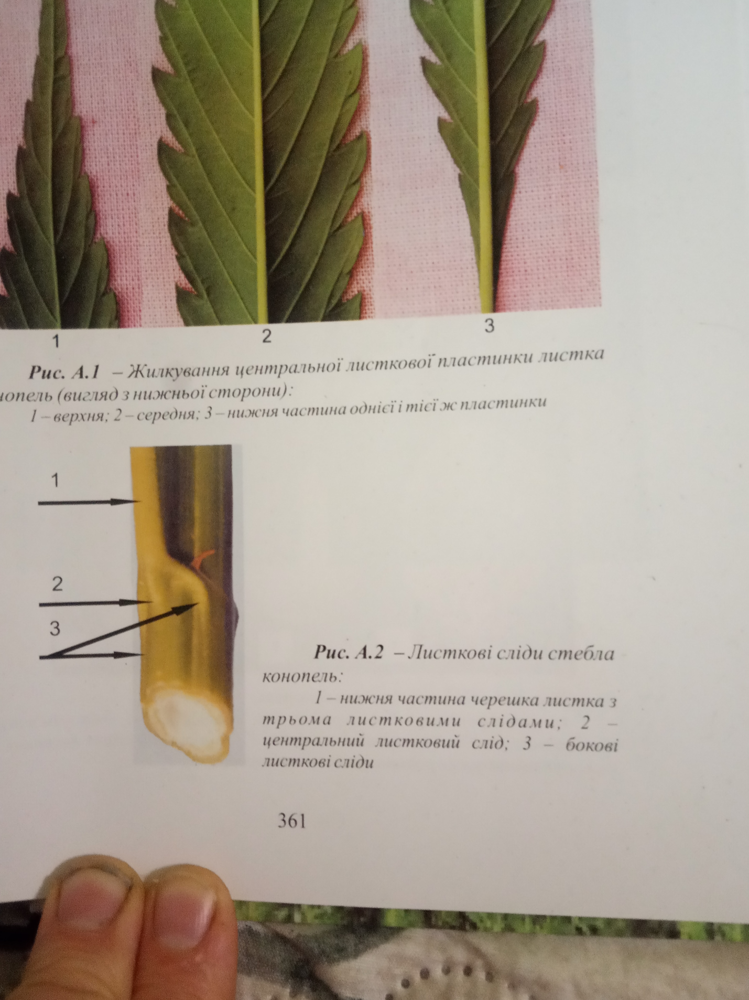 1 2 3
Рис. А.1 – Жилкування центральної листкової пластинки листка
нопель (вигляд з нижньої сторони):
1 – верхня; 2 – середня; 3 – нижня частина однієї і тієї ж пластинки
1
2
3
Рис. А.2 – Листкові сліди стебла
конопель:
1 – нижня частина черешка листка з
трьома листковими слідами; 2 –
центральний листковий слід; 3 – бокові
листкові сліди
361